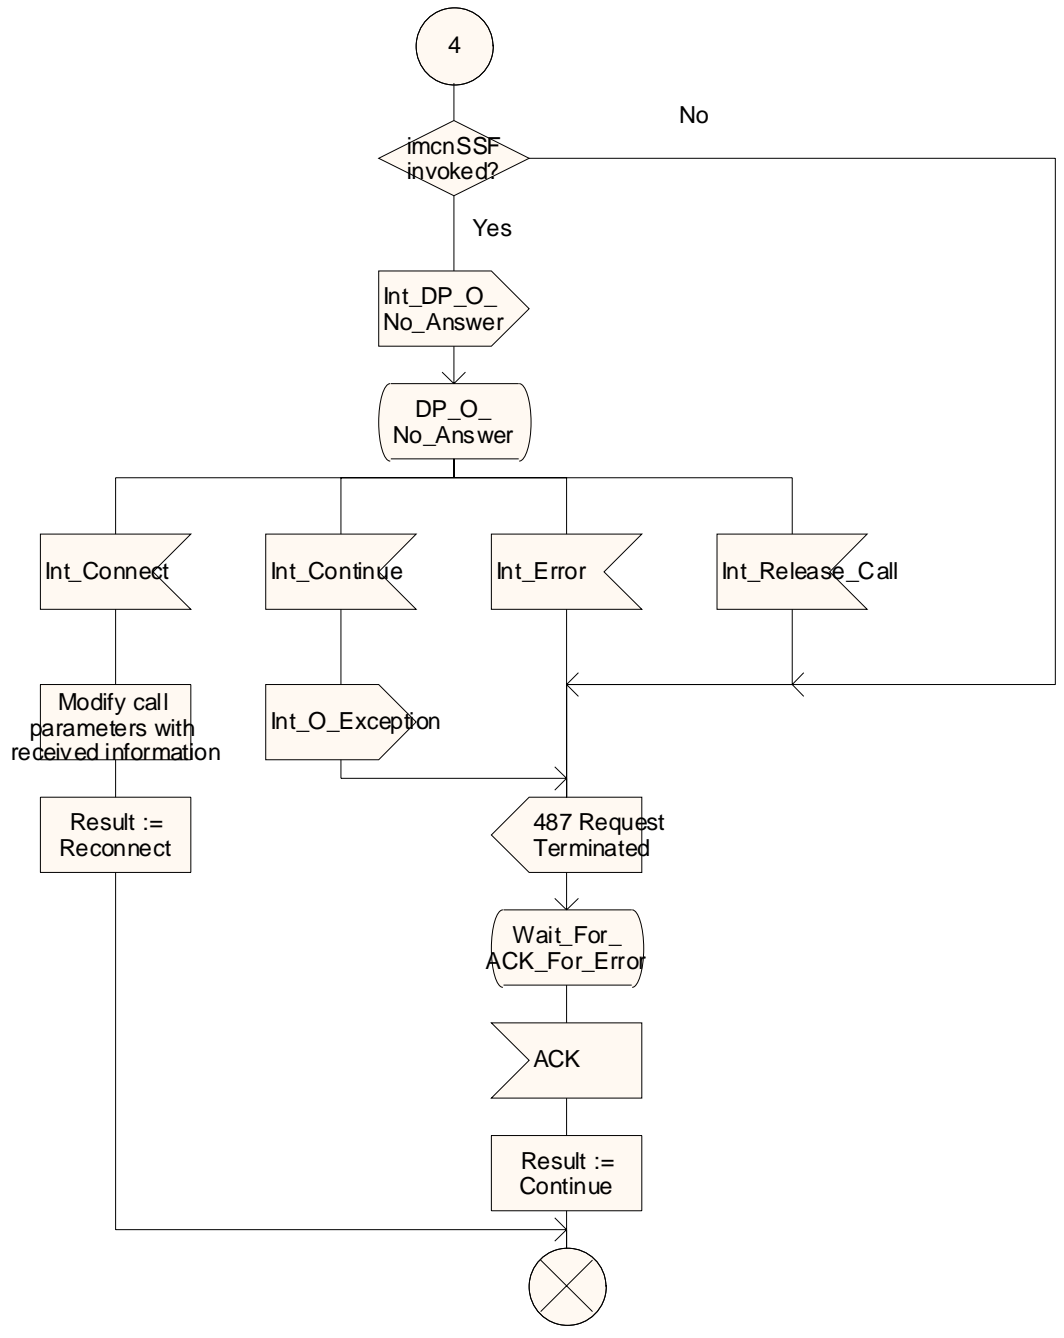 4
No
imcnSSF
invoked?
Yes
Int_DP_O_
No_Answer
DP_O_
No_Answer
Int_Connect
Int_Continue
Int_Error
Int_Release_Call
Modify call
parameters with
received information
Int_O_Exception
Result :=
Reconnect
487 Request
Terminated
Wait_For_
ACK_For_Error
ACK
Result :=
Continue